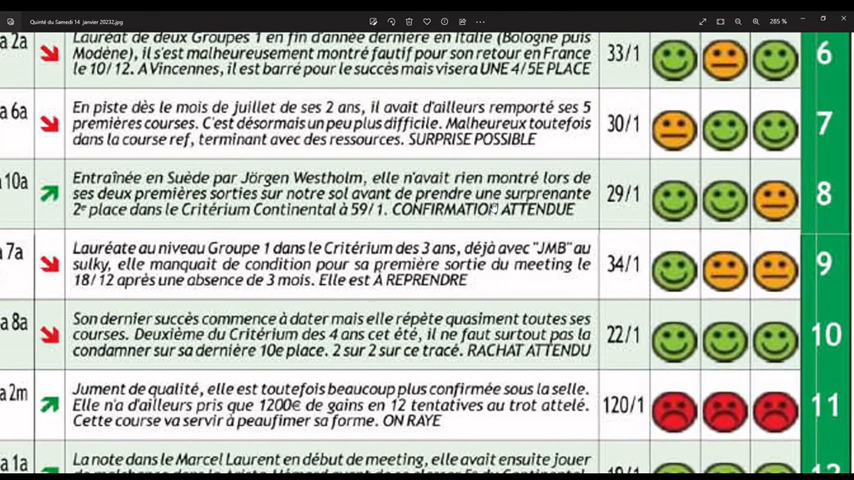 Quinté du Samedi 14 janvier 20232.jpg
285 %
a 2a
Lauréat de deux Groupes 1 en fin d'année dernière en Italie (Bologne puis
Modène), il s'est malheureusement montré fautif pour son retour en France
le 10/12. A Vincennes, il est barré pour le succès mais visera UNE 4/5E PLACE
33/1
6
a 6a
En piste dès le mois de juillet de ses 2 ans, il avait d'ailleurs remporté ses 5
premières courses. C'est désormais un peu plus difficile. Malheureux toutefois
dans la course ref, terminant avec des ressources. SURPRISE POSSIBLE
30/1
7
a 10a
Entraînée en Suède par Jörgen Westholm, elle n'avait rien montré lors de
ses deux premières sorties sur notre sol avant de prendre une surprenante
2e place dans le Critérium Continental à 59/1. CONFIRMATION ATTENDUE
29/1
8
a 7a
Lauréate au niveau Groupe 1 dans le Critérium des 3 ans, déjà avec "JMB" au
sulky, elle manquait de condition pour sa première sortie du meeting le
18/12 après une absence de 3 mois. Elle est À REPRENDRE
34/1
9
a 8a
Son dernier succès commence à dater mais elle répète quasiment toutes ses
courses. Deuxième du Critérium des 4 ans cet été, il ne faut surtout pas la
condamner sur sa dernière 10e place. 2 sur 2 sur ce tracé. RACHAT ATTENDU
22/1
10
a 2m
Jument de qualité, elle est toutefois beaucoup plus confirmée sous la selle.
Elle n'a d'ailleurs pris que 1200€ de gains en 12 tentatives au trot attelé.
Cette course va servir à peaufimer sa forme. ON RAYE
120/1
11
a 1a
La note dans le Marcel Laurent en début de meeting, elle avait ensuite jouer